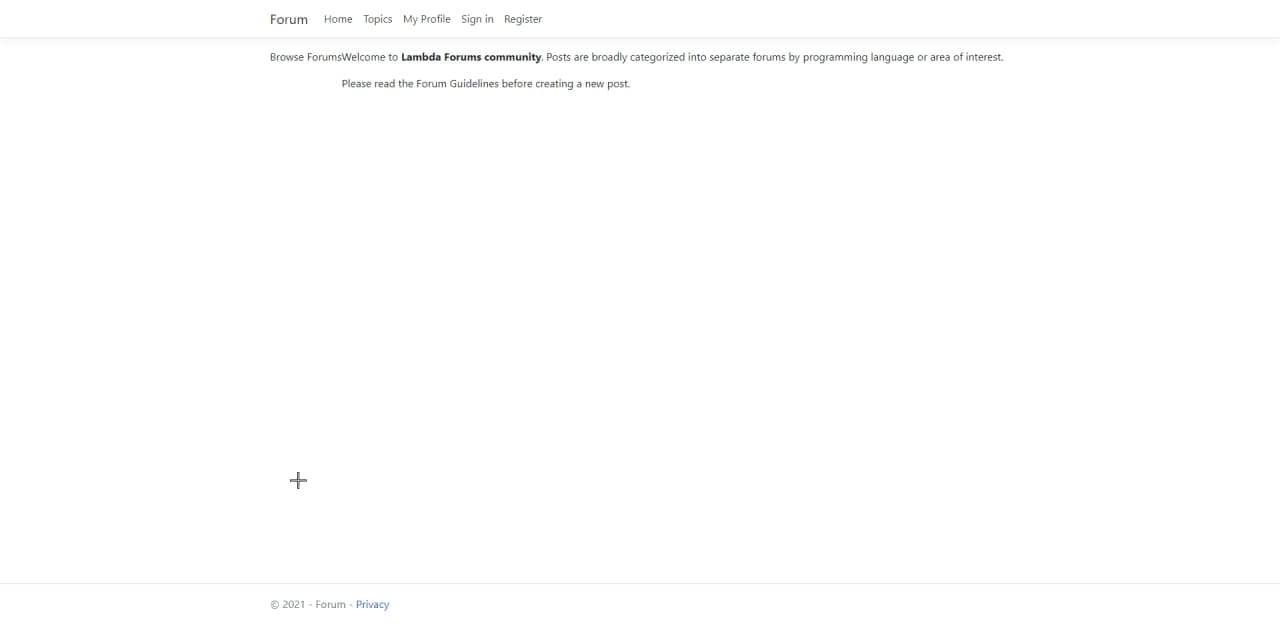 Forum Home Topics My Profile Sign in Register
Browse ForumsWelcome to Lambda Forums community. Posts are broadly categorized into separate forums by programming language or area of interest.
Please read the Forum Guidelines before creating a new post.
© 2021 - Forum - Privacy